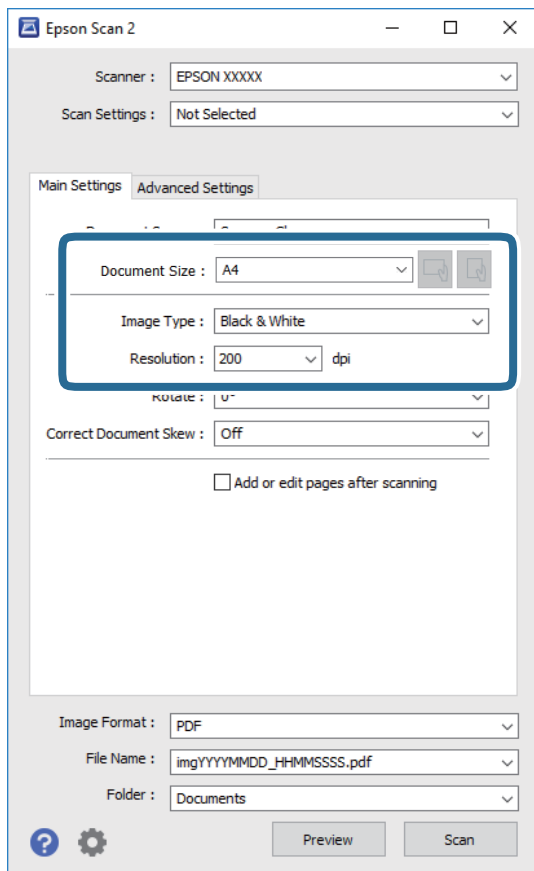 Epson Scan 2
Scanner : EPSON XXXXX
Scan Settings : Not Selected
Main Settings Advanced Settings
Document Size : A4
Image Type : Black & White
Resolution : 200 dpi
Rotate : 0°
Correct Document Skew : Off
Add or edit pages after scanning
Image Format : PDF
File Name : imgYYYYMMDD_HHMMSSSS.pdf
Folder : Documents
? Preview Scan